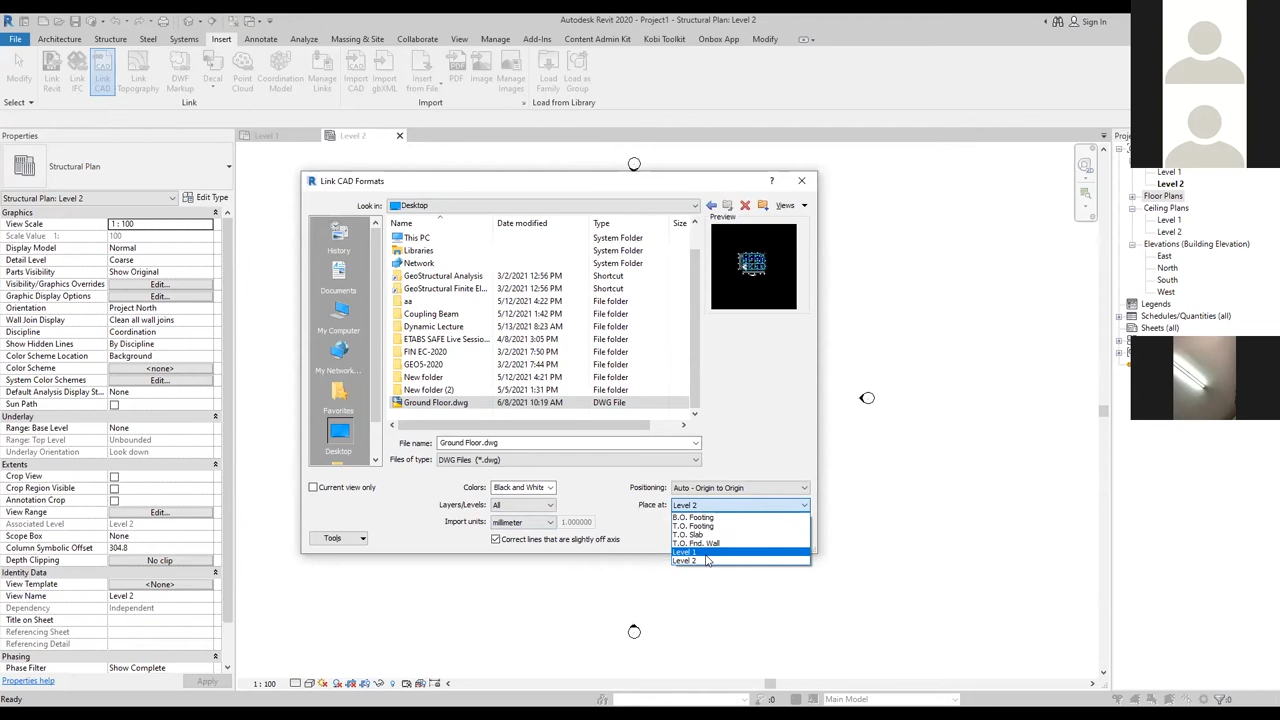 Autodesk Revit 2020 - Project1 - Structural Plan: Level 2
Sign In
File Architecture Structure Steel Systems Insert Annotate Analyze Massing & Site Collaborate View Manage Add-Ins Content Admin Kit Kobi Toolkit Onbox App Modify
Modify
Link Revit
Link IFC
Link CAD
Link Topography
DWF Markup
Decal
Point Cloud
Coordination Model
Manage Links
Import CAD
Import gbXML
Insert from File
PDF
Image
Manage Images
Load Family
Load as Group
Select
Link
Import
Load from Library
Properties
Structural Plan
Structural Plan: Level 2
Edit Type
Graphics
View Scale 1 : 100
Scale Value 1: 100
Display Model Normal
Detail Level Coarse
Parts Visibility Show Original
Visibility/Graphics Overrides Edit...
Graphic Display Options Edit...
Orientation Project North
Wall Join Display Clean all wall joins
Discipline Coordination
Show Hidden Lines By Discipline
Color Scheme Location Background
Color Scheme <none>
System Color Schemes Edit...
Default Analysis Display St... None
Sun Path
Underlay
Range: Base Level None
Range: Top Level Unbounded
Underlay Orientation Look down
Extents
Crop View
Crop Region Visible
Annotation Crop
View Range Edit...
Associated Level Level 2
Scope Box None
Column Symbolic Offset 304.8
Depth Clipping No clip
Identity Data
View Template <None>
View Name Level 2
Dependency Independent
Title on Sheet
Referencing Sheet
Referencing Detail
Phasing
Phase Filter Show Complete
Properties help
Apply
Ready
Level 1
Level 2
Link CAD Formats
Look in: Desktop
Views
Name Date modified Type Size
This PC System Folder
Libraries System Folder
Network System Folder
GeoStructural Analysis 3/2/2021 12:56 PM Shortcut
GeoStructural Finite El... 3/2/2021 12:56 PM Shortcut
aa 5/12/2021 4:22 PM File folder
Coupling Beam 5/12/2021 1:42 PM File folder
Dynamic Lecture 5/13/2021 8:23 AM File folder
ETABS SAFE Live Sessio... 4/8/2021 3:05 PM File folder
FIN EC-2020 3/2/2021 7:50 PM File folder
GEO5-2020 3/2/2021 7:44 PM File folder
New folder 5/12/2021 4:21 PM File folder
New folder (2) 5/5/2021 1:31 PM File folder
Ground Floor.dwg 6/8/2021 10:19 AM DWG File
History
Documents
My Computer
My Network...
Favorites
Desktop
Preview
File name: Ground Floor.dwg
Files of type: DWG Files (*.dwg)
Current view only
Colors: Black and White
Layers/Levels: All
Import units: millimeter 1.000000
Correct lines that are slightly off axis
Positioning: Auto - Origin to Origin
Place at: Level 2
B.O. Footing
T.O. Footing
T.O. Slab
T.O. Fnd. Wall
Level 1
Level 2
Tools
Level 1
Level 2
Floor Plans
Ceiling Plans
Level 1
Level 2
Elevations (Building Elevation)
East
North
South
West
Legends
Schedules/Quantities (all)
Sheets (all)
1 : 100
:0
Main Model
:0